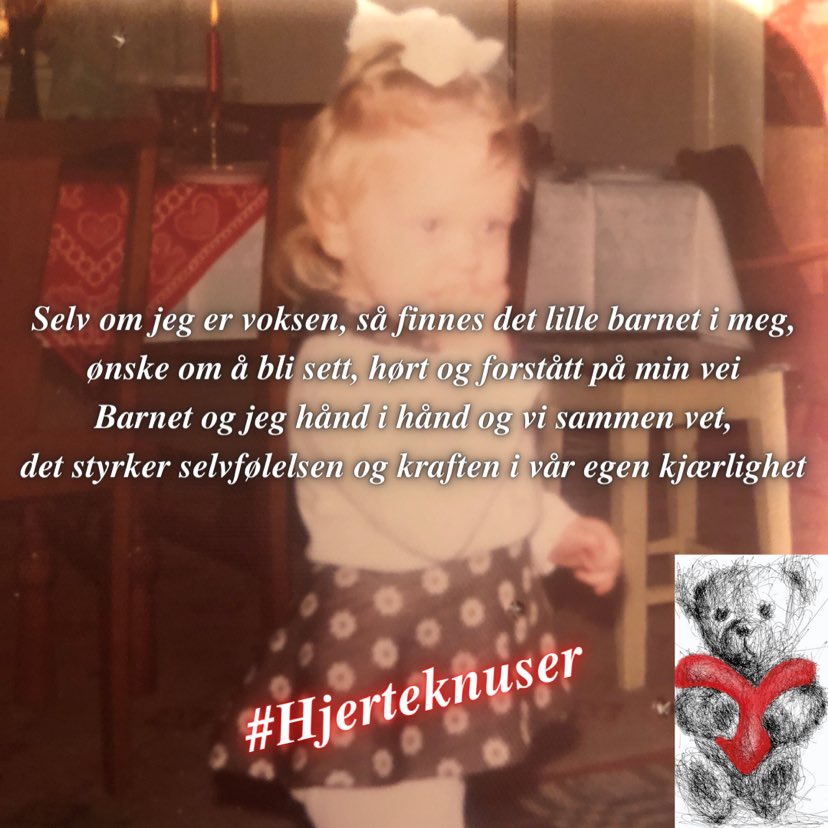 Selv om jeg er voksen, så finnes det lille barnet i meg,
ønske om å bli sett, hørt og forstått på min vei
Barnet og jeg hånd i hånd og vi sammen vet,
det styrker selvfølelsen og kraften i vår egen kjærlighet
#Hjerteknuser